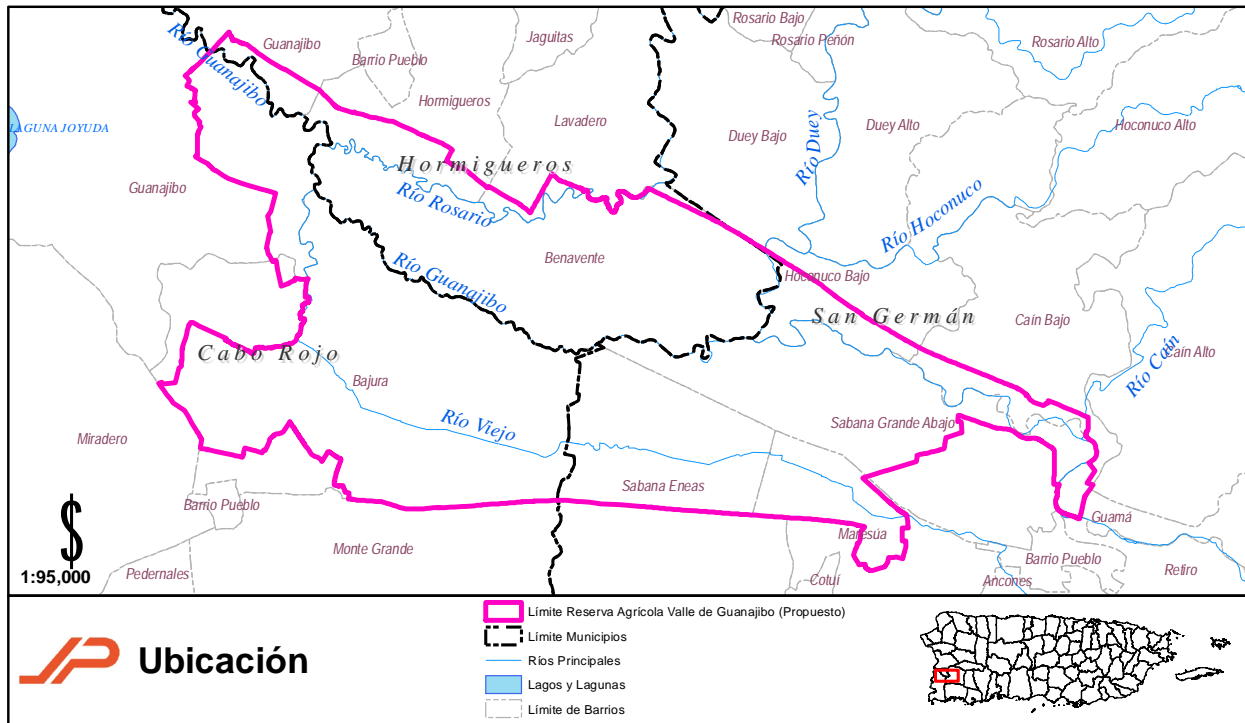 Rosario Bajo
Guanajibo
Jaguitas
Rosario Peñón
Rosario Alto
Barrio Pueblo
Río Guanajibo
Hormigueros
Lavadero
LAGUNA JOYUDA
Duey Bajo
Duey Alto
Hoconuco Alto
Río Duey
Hormigueros
Guanajibo
Río Rosario
Río Hoconuco
Benavente
Río Guanajibo
Hoconuco Bajo
San Germán
Caín Bajo
Cabo Rojo
Caín Alto
Río Caín
Bajura
Río Viejo
Sabana Grande Abajo
Miradero
Sabana Eneas
Barrio Pueblo
Guamá
Maresúa
Monte Grande
Barrio Pueblo
Retiro
Pedernales
Cotuí
Ancones
$
1:95,000
JP
Ubicación
Límite Reserva Agrícola Valle de Guanajibo (Propuesto)
Límite Municipios
Ríos Principales
Lagos y Lagunas
Límite de Barrios